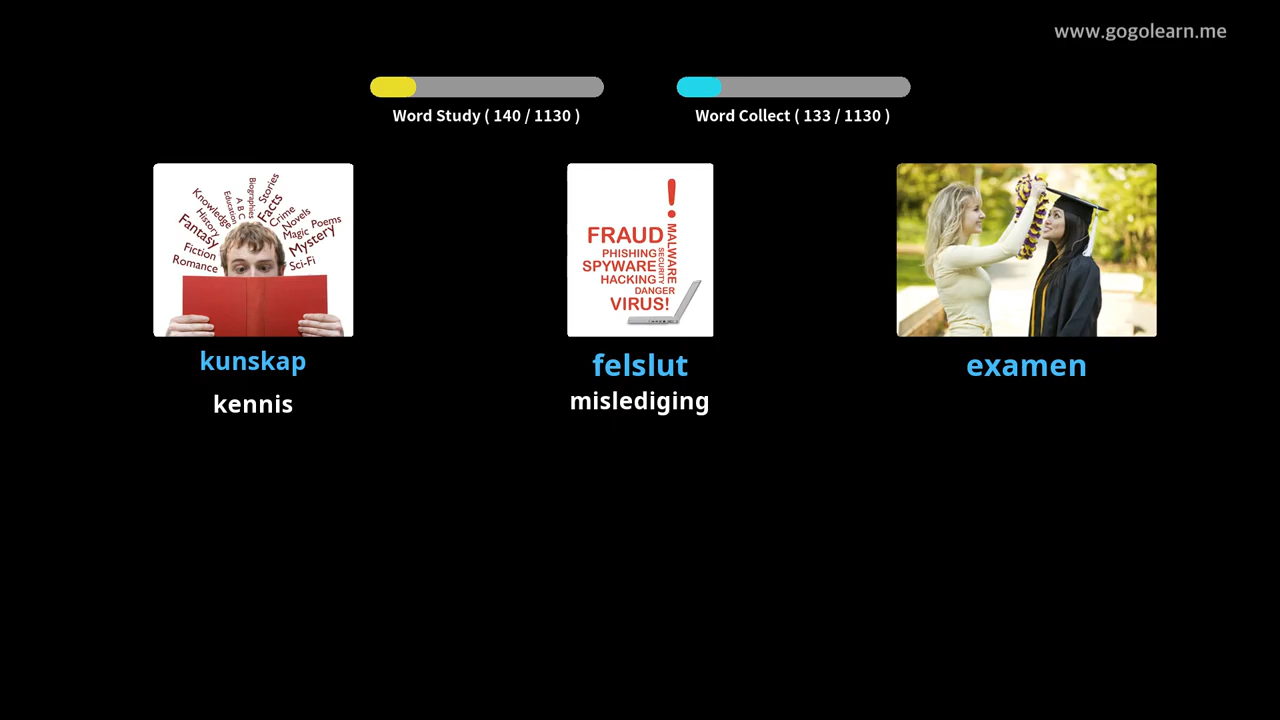 www.gogolearn.me
Word Study ( 140 / 1130 )
Word Collect ( 133 / 1130 )
Knowledge
History
Fantasy
Fiction
Romance
Education
A B C
Biographies
Stories
Facts
Crime
Novels
Magic Poems
Mystery
Sci-Fi
!
FRAUD
PHISHING
SPYWARE
HACKING
DANGER
VIRUS!
SECURITY
MALWARE
kunskap
kennis
felslut
mislediging
examen